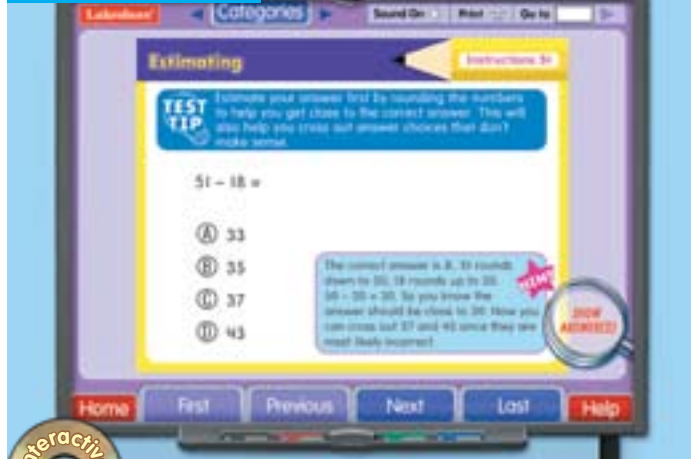 Lakeshore
Categories
Sound On
Print
Go to
Estimating
Instructions
TEST
TIP
Estimate your answer first by rounding the numbers
to help you get close to the correct answer. This will
also help you cross out answer choices that don't
make sense.
51 – 18 =
A 33
B 35
C 37
D 43
The correct answer is A. 51 rounds
down to 50; 18 rounds up to 20.
50 – 20 = 30. So you know the
answer should be close to 30. Now you
can cross out 37 and 43 since they are
most likely incorrect.
SHOW
ANSWER(S)
Home
First
Previous
Next
Last
Help